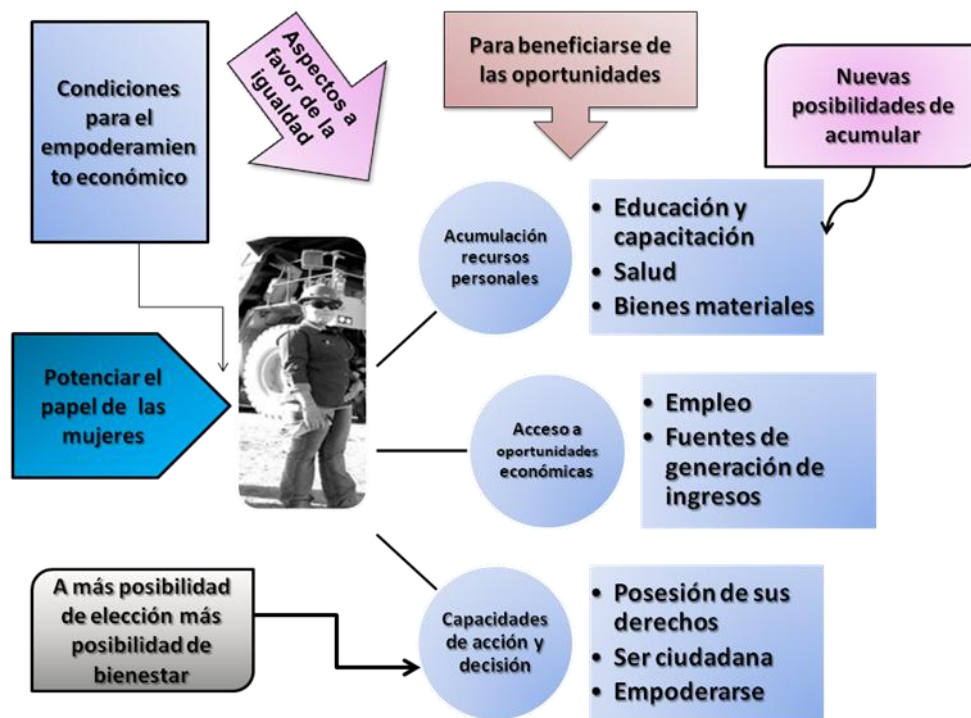 Condiciones
para el
empoderamien
to económico
Aspectos a
favor de la
igualdad
Para beneficiarse de
las oportunidades
Nuevas
posibilidades de
acumular
Acumulación
recursos
personales
• Educación y
capacitación
• Salud
• Bienes materiales
Potenciar el
papel de las
mujeres
Acceso a
oportunidades
económicas
• Empleo
• Fuentes de
generación de
ingresos
A más posibilidad
de elección más
posibilidad de
bienestar
Capacidades
de acción y
decisión
• Posesión de sus
derechos
• Ser ciudadana
• Empoderarse